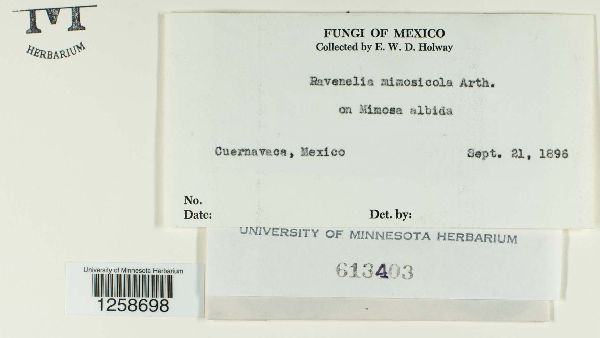 M
HERBARIUM
FUNGI OF MEXICO
Collected by E. W. D. Holway
Ravenelia mimosicola Arth.
on Mimosa albida
Cuernavaca, Mexico Sept. 21, 1896
No.
Date: Det. by:
UNIVERSITY OF MINNESOTA HERBARIUM
613403
University of Minnesota Herbarium
1258698